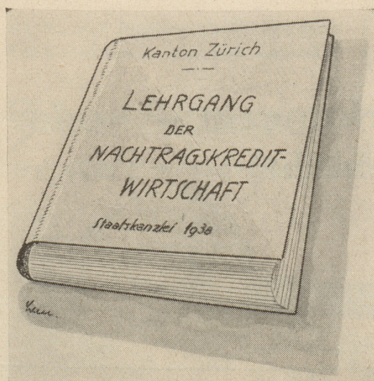 Kanton Zürich
LEHRGANG
DER
NACHTRAGSKREDIT-
WIRTSCHAFT
Staatskanzlei 1938